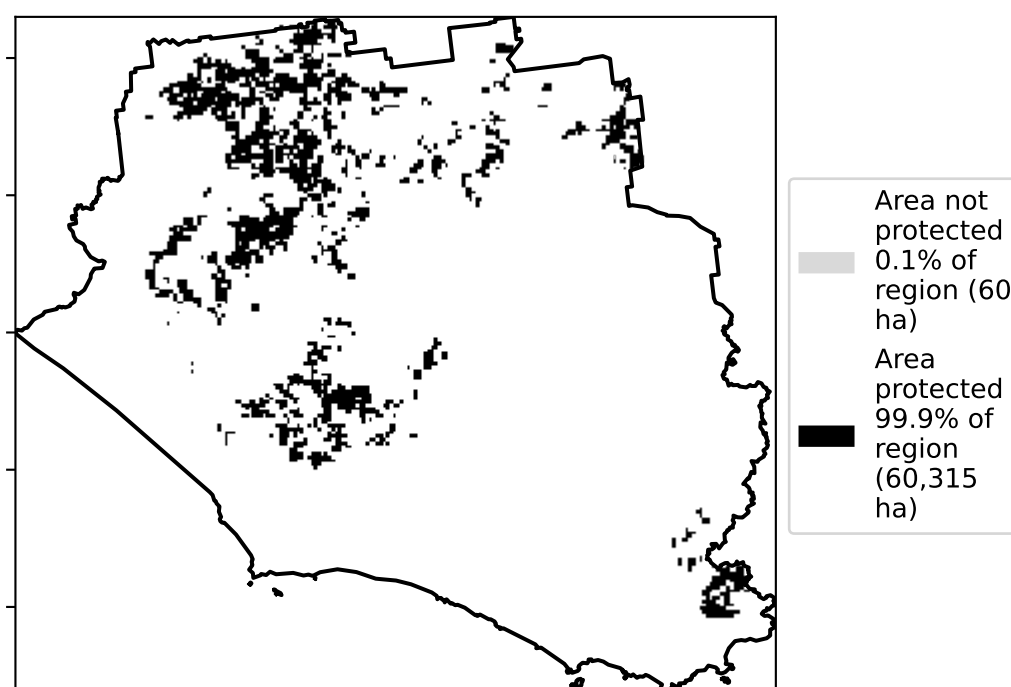 Area not
protected
0.1% of
region (60
ha)
Area
protected
99.9% of
region
(60,315
ha)